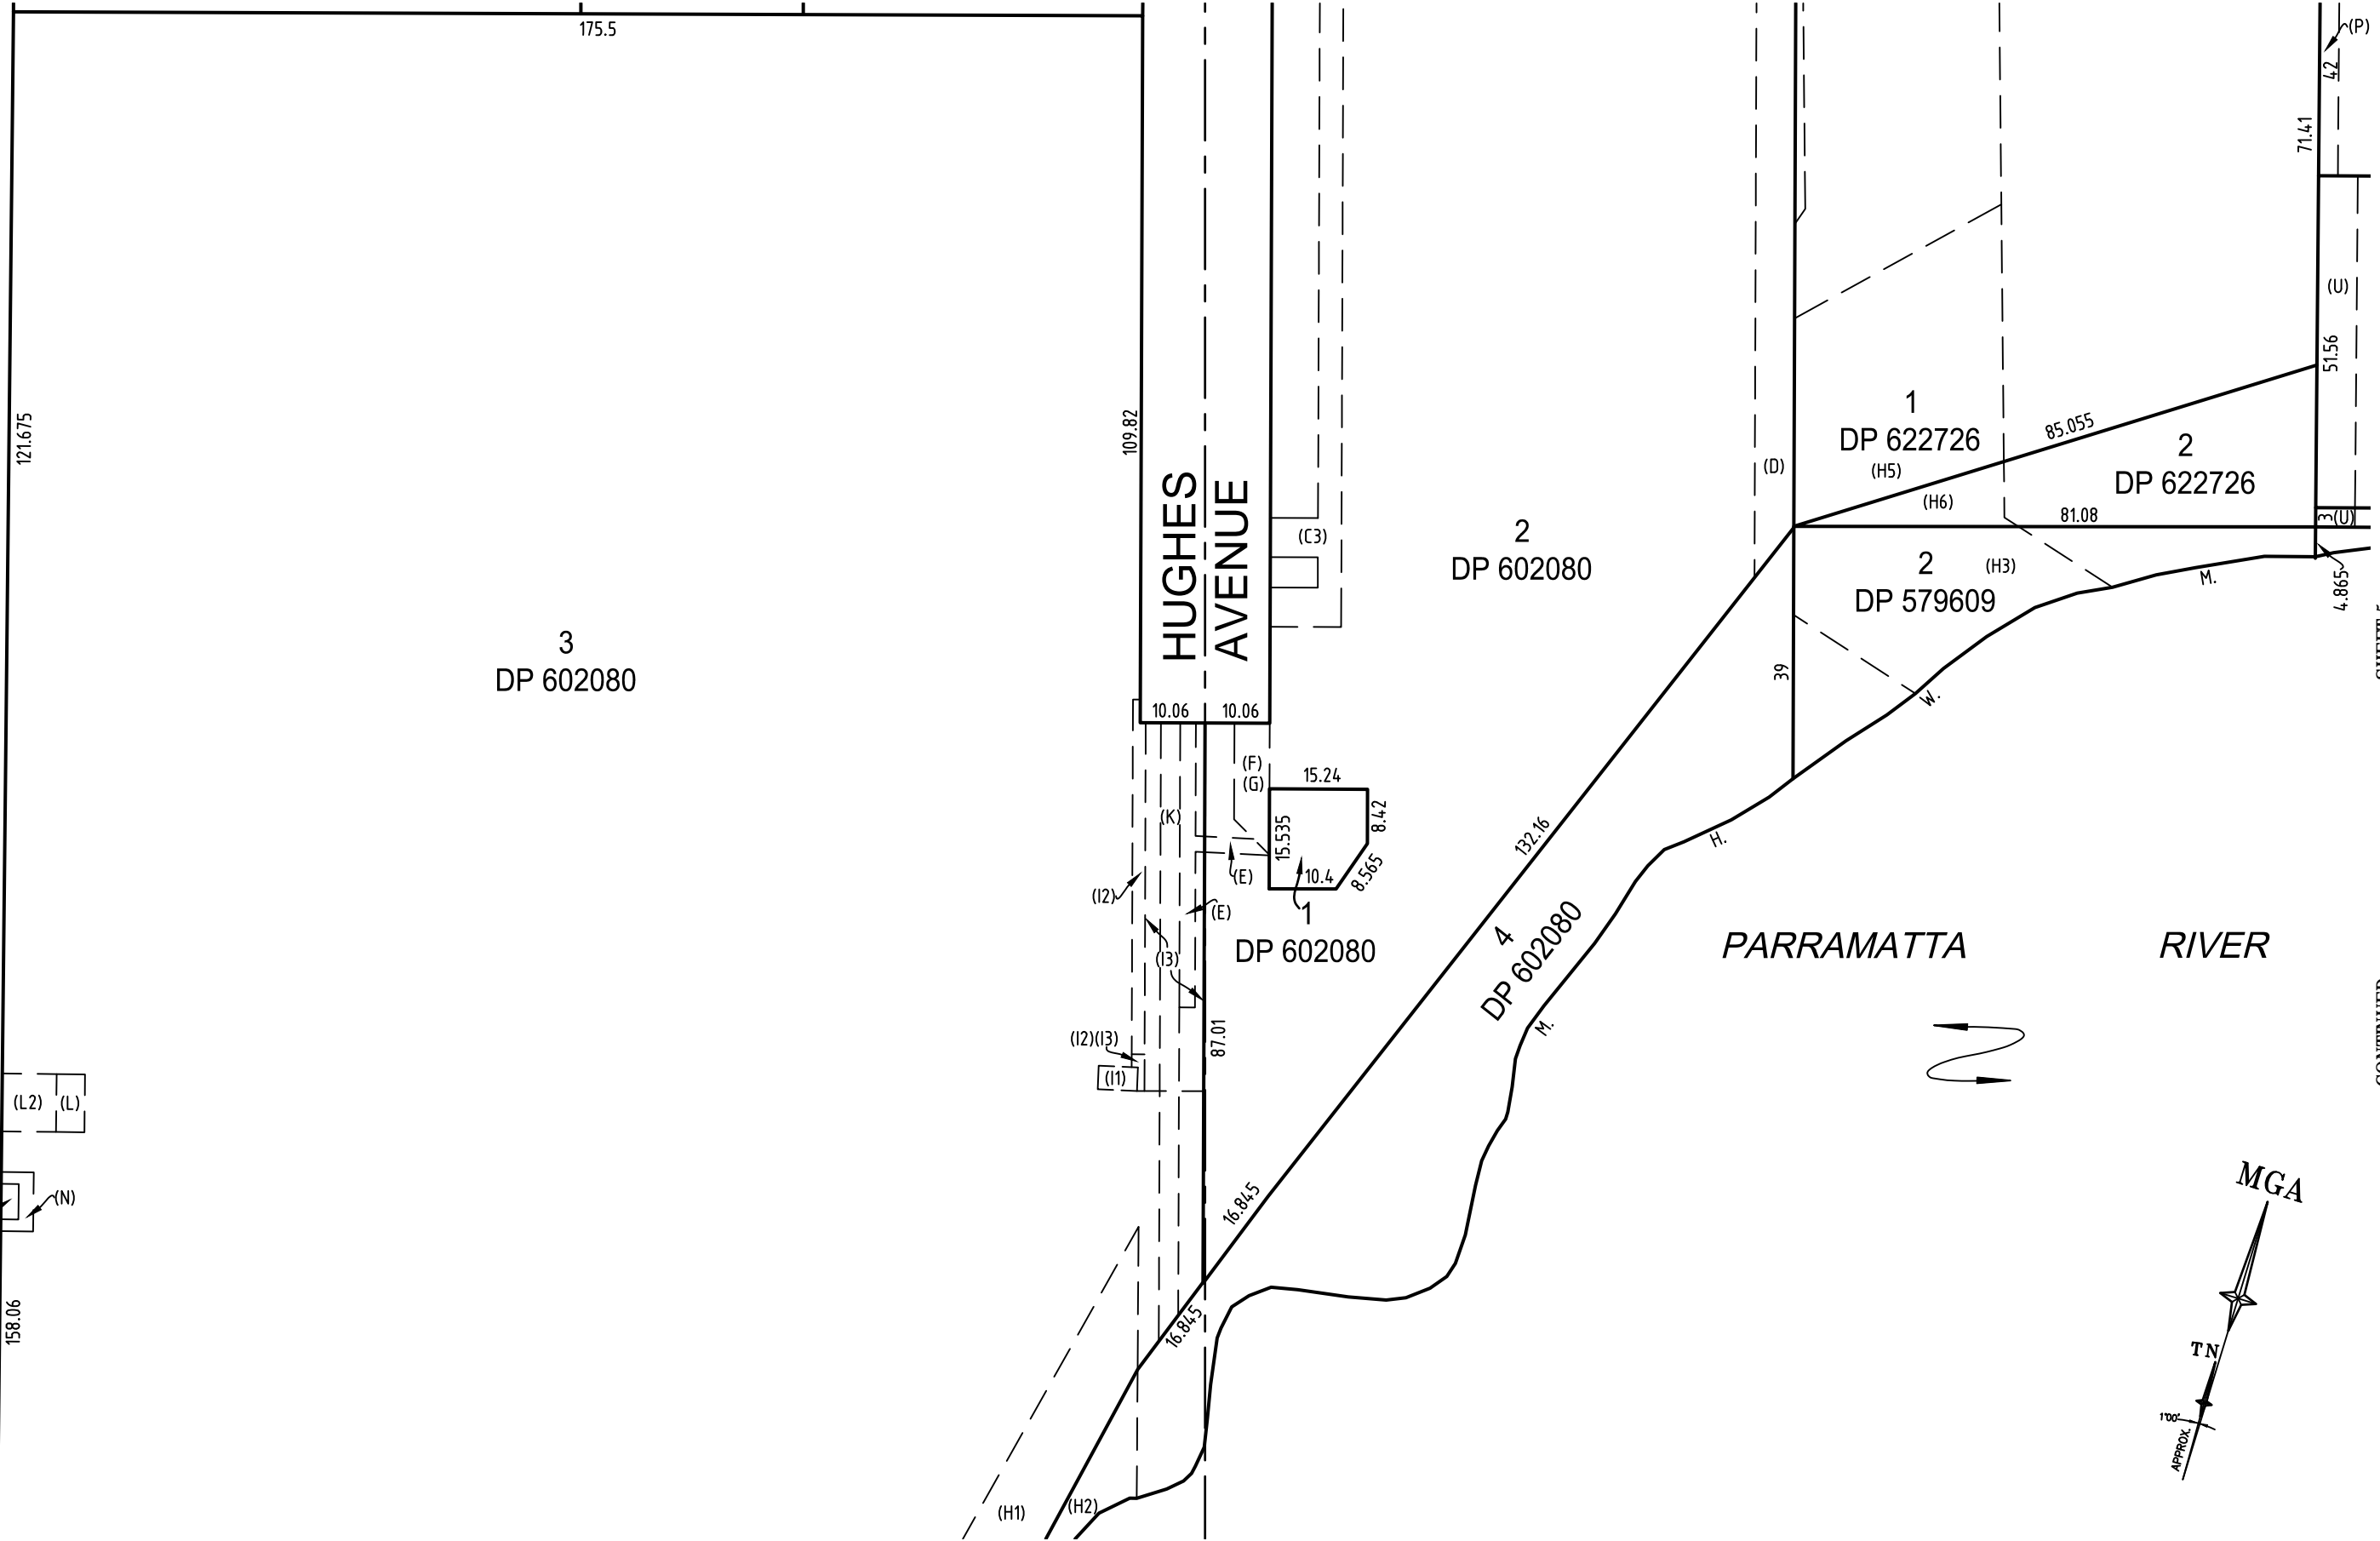 175.5
(P)
42
71.41
(U)
51.56
121.675
109.82
1
DP 622726
85.055
(H5)
2
DP 622726
(D)
(H6)
81.08
3
(U)
HUGHES
AVENUE
(C3)
2
DP 602080
2
(H3)
DP 579609
M.
4.865
3
DP 602080
39
W.
10.06
10.06
(F)
(G)
15.24
(K)
15.535
8.42
132.16
H.
(E)
10.4
8.565
(I2)
(E)
1
DP 602080
(I3)
4
DP 602080
PARRAMATTA
RIVER
M.
87.01
(I2)(I3)
(I1)
(L2)
(L)
(N)
MGA
16.845
158.06
16.845
TN
1°00'
APPROX.
(H1)
(H2)